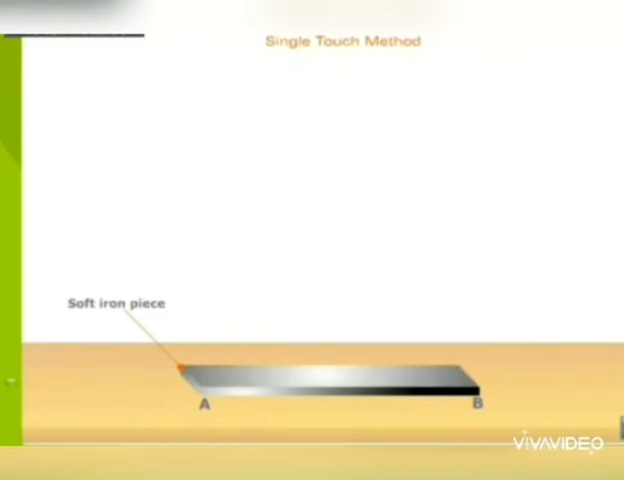 Single Touch Method
Soft iron piece
A
B
VIVAVIDEO